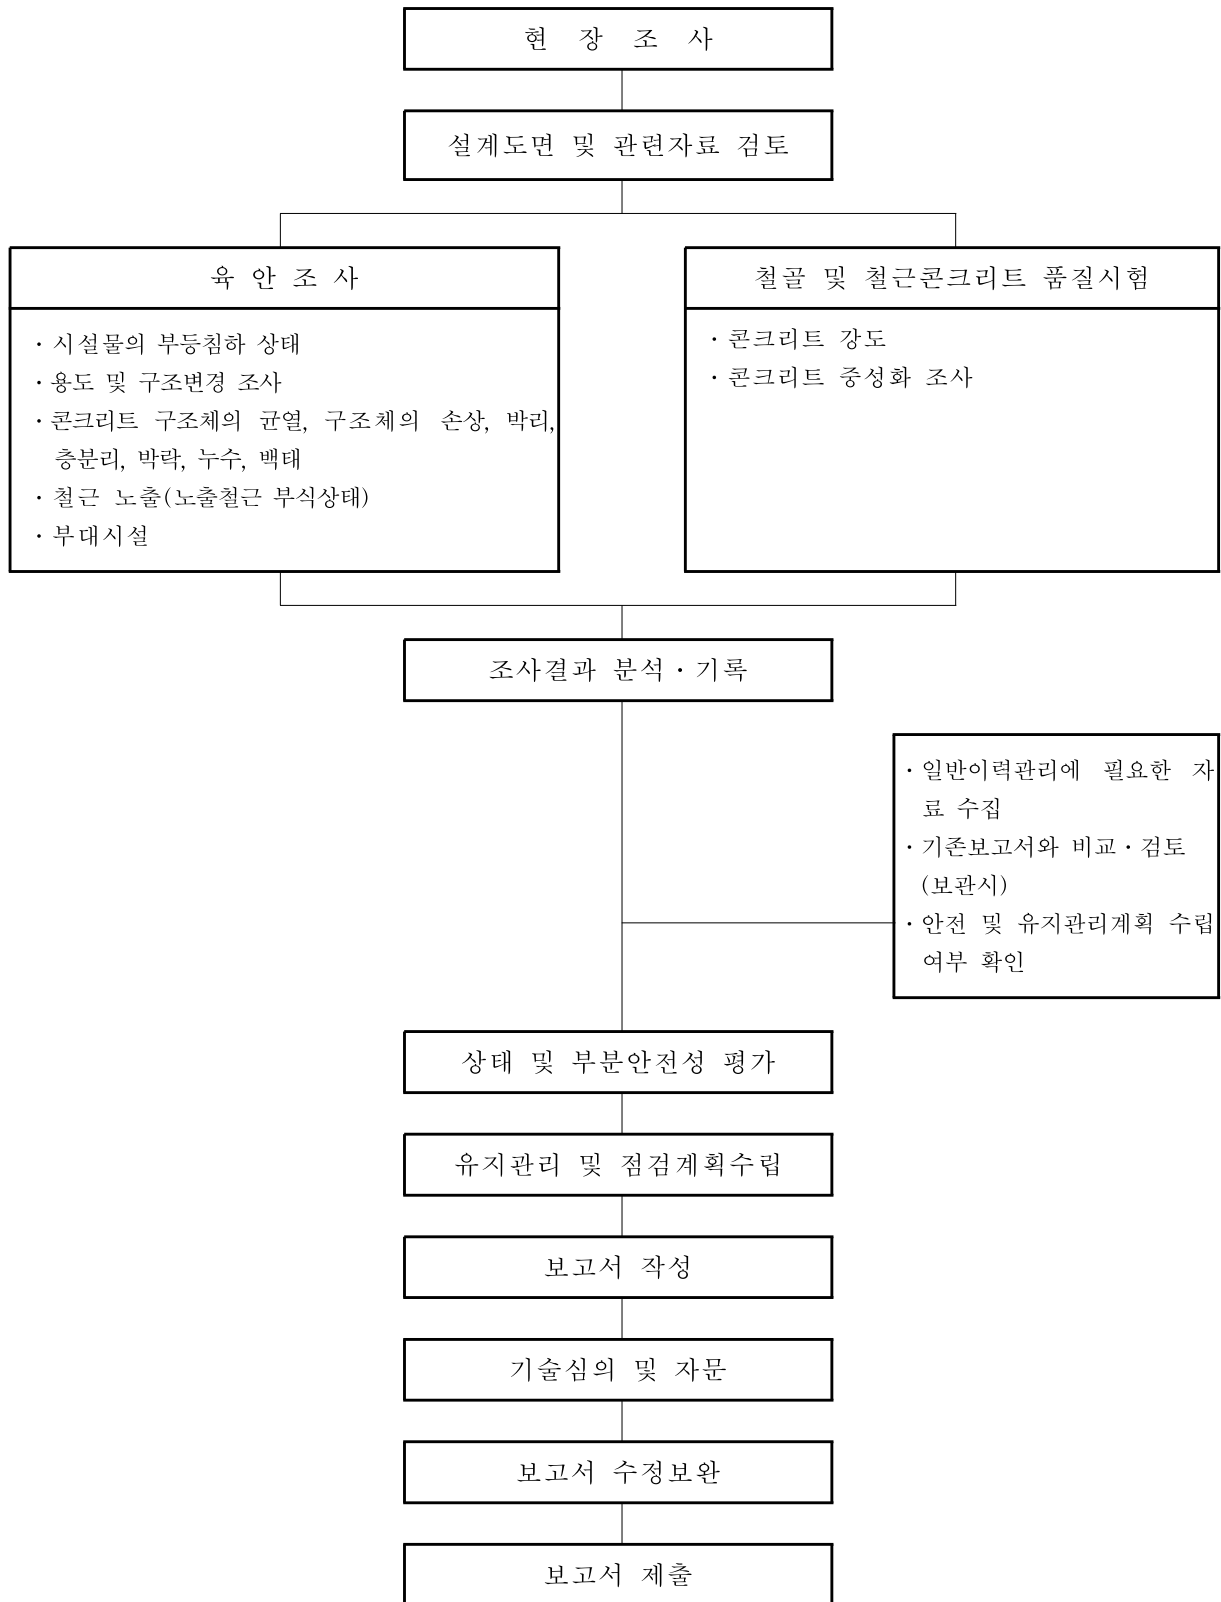 현 장 조 사
설계도면 및 관련자료 검토
육 안 조 사
· 시설물의 부등침하 상태
· 용도 및 구조변경 조사
· 콘크리트 구조체의 균열, 구조체의 손상, 박리,
층분리, 박락, 누수, 백태
· 철근 노출(노출철근 부식상태)
· 부대시설
철골 및 철근콘크리트 품질시험
· 콘크리트 강도
· 콘크리트 중성화 조사
조사결과 분석 · 기록
· 일반이력관리에 필요한 자
료 수집
· 기존보고서와 비교 · 검토
(보관시)
· 안전 및 유지관리계획 수립
여부 확인
상태 및 부분안전성 평가
유지관리 및 점검계획수립
보고서 작성
기술심의 및 자문
보고서 수정보완
보고서 제출